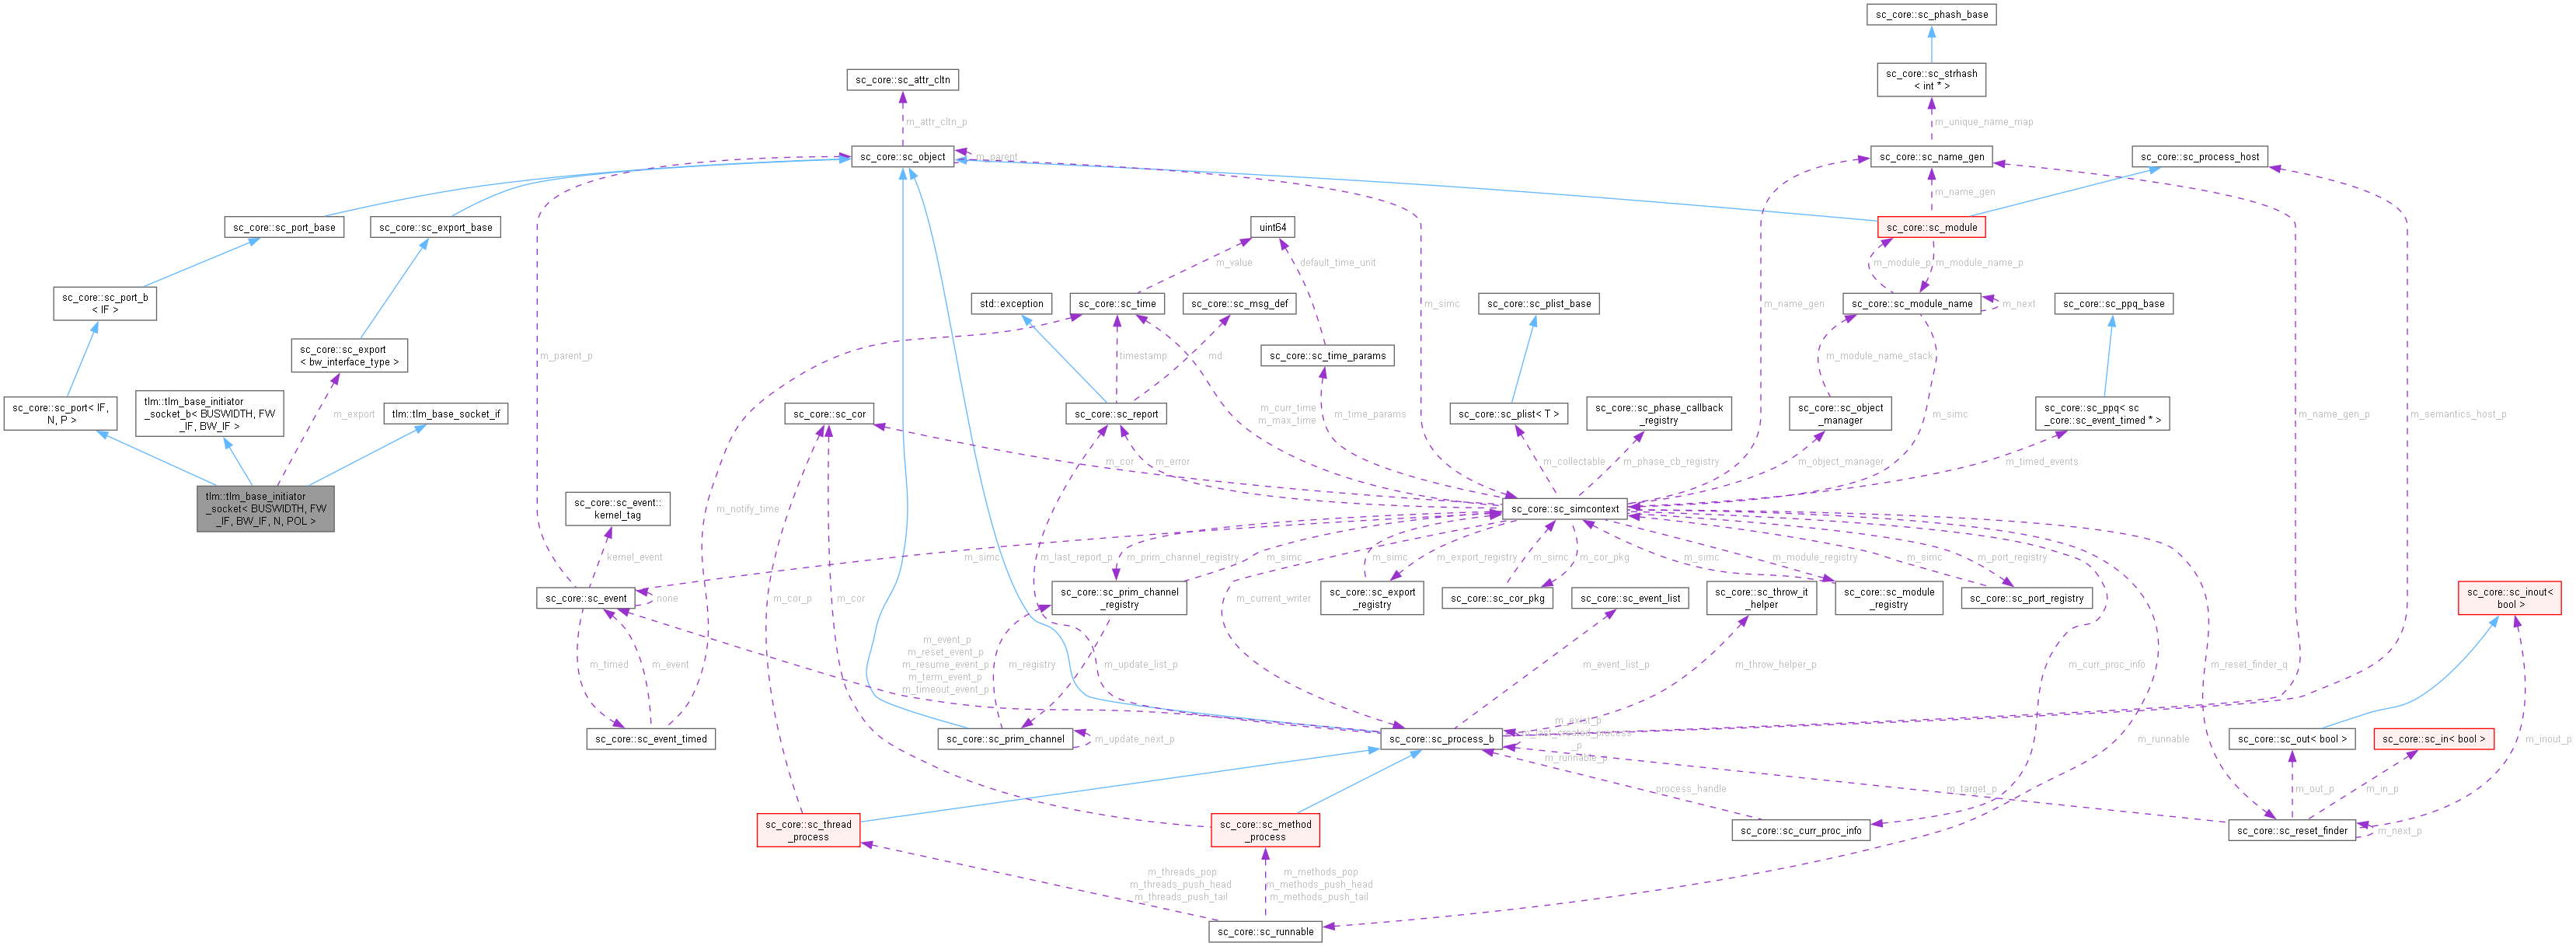 sc_core::sc_phash_base
sc_core::sc_attr_cltn
sc_core::sc_strhash
< int * >
m_attr_cltn_p
m_unique_name_map
sc_core::sc_object
m_parent
sc_core::sc_name_gen
sc_core::sc_process_host
m_name_gen
sc_core::sc_port_base
sc_core::sc_export_base
uint64
sc_core::sc_module
m_value
default_time_unit
m_module_p
m_module_name_p
sc_core::sc_port_b
< IF >
std::exception
sc_core::sc_time
sc_core::sc_msg_def
m_simc
sc_core::sc_plist_base
m_name_gen
sc_core::sc_module_name
m_next
sc_core::sc_ppq_base
sc_core::sc_export
< bw_interface_type >
m_parent_p
timestamp
md
sc_core::sc_time_params
m_module_name_stack
sc_core::sc_port< IF,
N, P >
tlm::tlm_base_initiator
_socket_b< BUSWIDTH, FW
_IF, BW_IF >
m_export
tlm::tlm_base_socket_if
sc_core::sc_cor
sc_core::sc_report
m_curr_time
m_max_time
m_time_params
sc_core::sc_plist< T >
sc_core::sc_phase_callback
_registry
sc_core::sc_object
_manager
m_simc
sc_core::sc_ppq< sc
_core::sc_event_timed * >
m_name_gen_p
m_semantics_host_p
m_cor
m_error
m_collectable
m_phase_cb_registry
m_object_manager
m_timed_events
tlm::tlm_base_initiator
_socket< BUSWIDTH, FW
_IF, BW_IF, N, POL >
sc_core::sc_event::
kernel_tag
m_notify_time
sc_core::sc_simcontext
kernel_event
m_simc
m_last_report_p
m_prim_channel_registry
m_simc
m_simc
m_export_registry
m_simc
m_cor_pkg
m_simc
m_module_registry
m_simc
m_port_registry
sc_core::sc_event
none
m_cor_p
m_cor
sc_core::sc_prim_channel
_registry
m_current_writer
sc_core::sc_export
_registry
sc_core::sc_cor_pkg
sc_core::sc_event_list
sc_core::sc_throw_it
_helper
sc_core::sc_module
_registry
sc_core::sc_port_registry
sc_core::sc_inout<
bool >
m_timed
m_event
m_event_p
m_reset_event_p
m_resume_event_p
m_term_event_p
m_timeout_event_p
m_registry
m_update_list_p
m_event_list_p
m_throw_helper_p
m_curr_proc_info
m_reset_finder_q
sc_core::sc_event_timed
sc_core::sc_prim_channel
m_update_next_p
sc_core::sc_process_b
m_exist_p
m_last_created_process
_p
m_runnable_p
m_runnable
sc_core::sc_out< bool >
sc_core::sc_in< bool >
m_inout_p
process_handle
m_target_p
m_out_p
m_in_p
sc_core::sc_thread
_process
sc_core::sc_method
_process
sc_core::sc_curr_proc_info
sc_core::sc_reset_finder
m_next_p
m_threads_pop
m_threads_push_head
m_threads_push_tail
m_methods_pop
m_methods_push_head
m_methods_push_tail
sc_core::sc_runnable